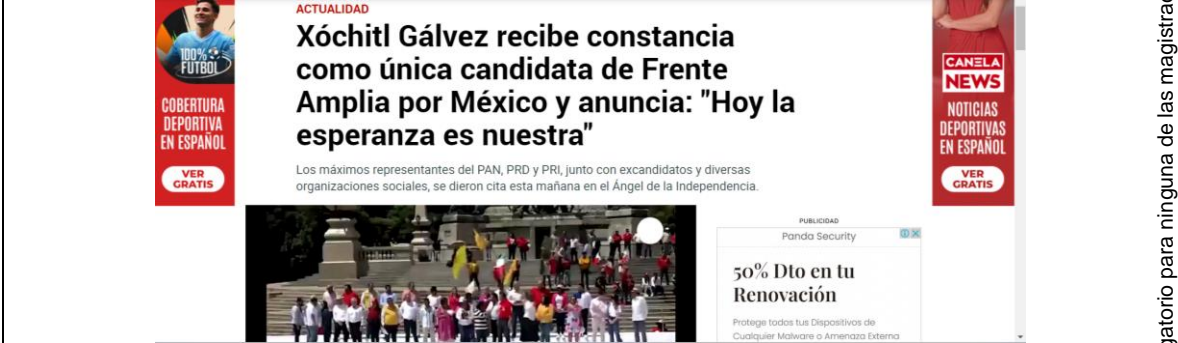 ACTUALIDAD
Xóchitl Gálvez recibe constancia
como única candidata de Frente
Amplia por México y anuncia: "Hoy la
esperanza es nuestra"
Los máximos representantes del PAN, PRD y PRI, junto con excandidatos y diversas
organizaciones sociales, se dieron cita esta mañana en el Ángel de la Independencia.
100%
FUTBOL
COBERTURA
DEPORTIVA
EN ESPAÑOL
VER
GRATIS
CANELA
NEWS
NOTICIAS
DEPORTIVAS
EN ESPAÑOL
VER
GRATIS
PUBLICIDAD
Panda Security
50% Dto en tu
Renovación
Protege todos tus Dispositivos de
Cualquier Malware o Amenaza Externa
gatorio para ninguna de las magistrad